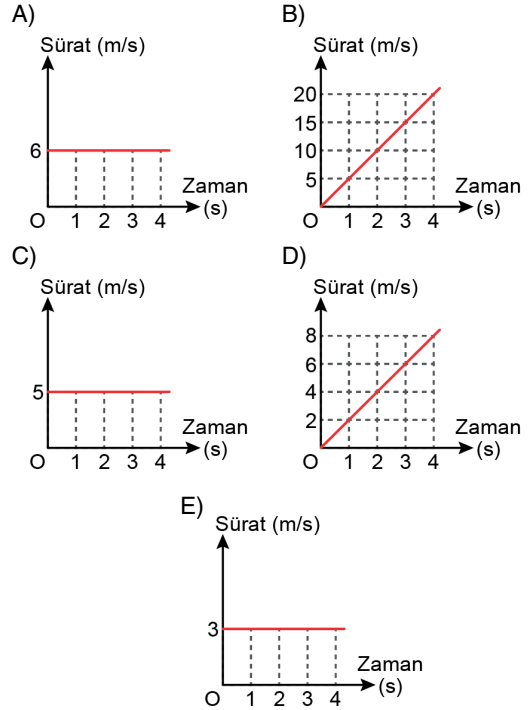 A)
Sürat (m/s)
6
Zaman
(s)
O 1 2 3 4
B)
Sürat (m/s)
20
15
10
5
Zaman
(s)
O 1 2 3 4
C)
Sürat (m/s)
5
Zaman
(s)
O 1 2 3 4
D)
Sürat (m/s)
8
6
4
2
Zaman
(s)
O 1 2 3 4
E)
Sürat (m/s)
3
Zaman
(s)
O 1 2 3 4